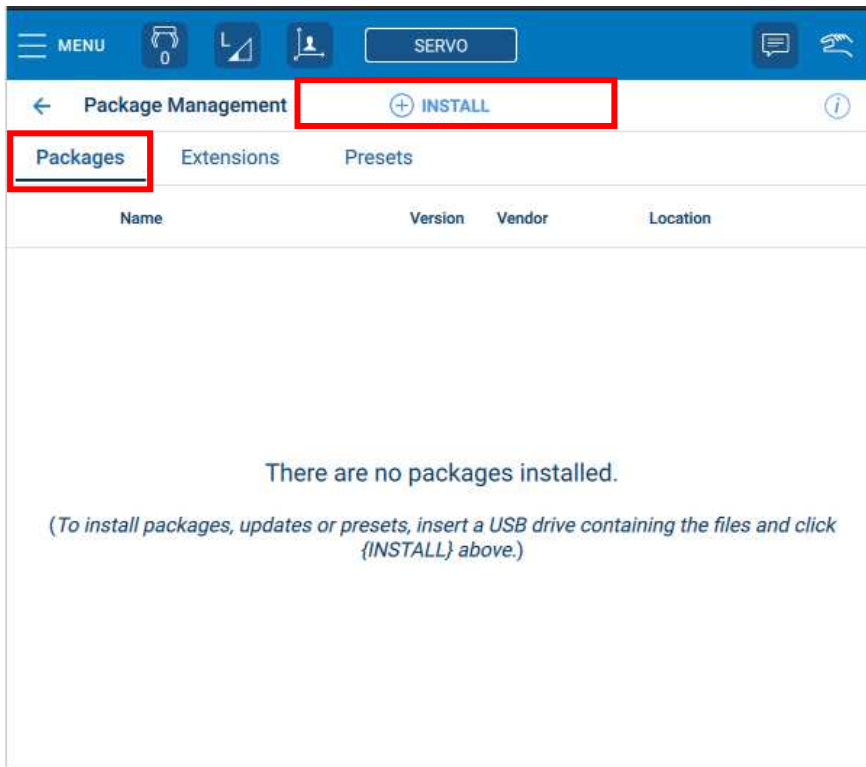 MENU
0
L
SERVO
Package Management
INSTALL
i
Packages Extensions Presets
Name Version Vendor Location
There are no packages installed.
(To install packages, updates or presets, insert a USB drive containing the files and click
{INSTALL} above.)